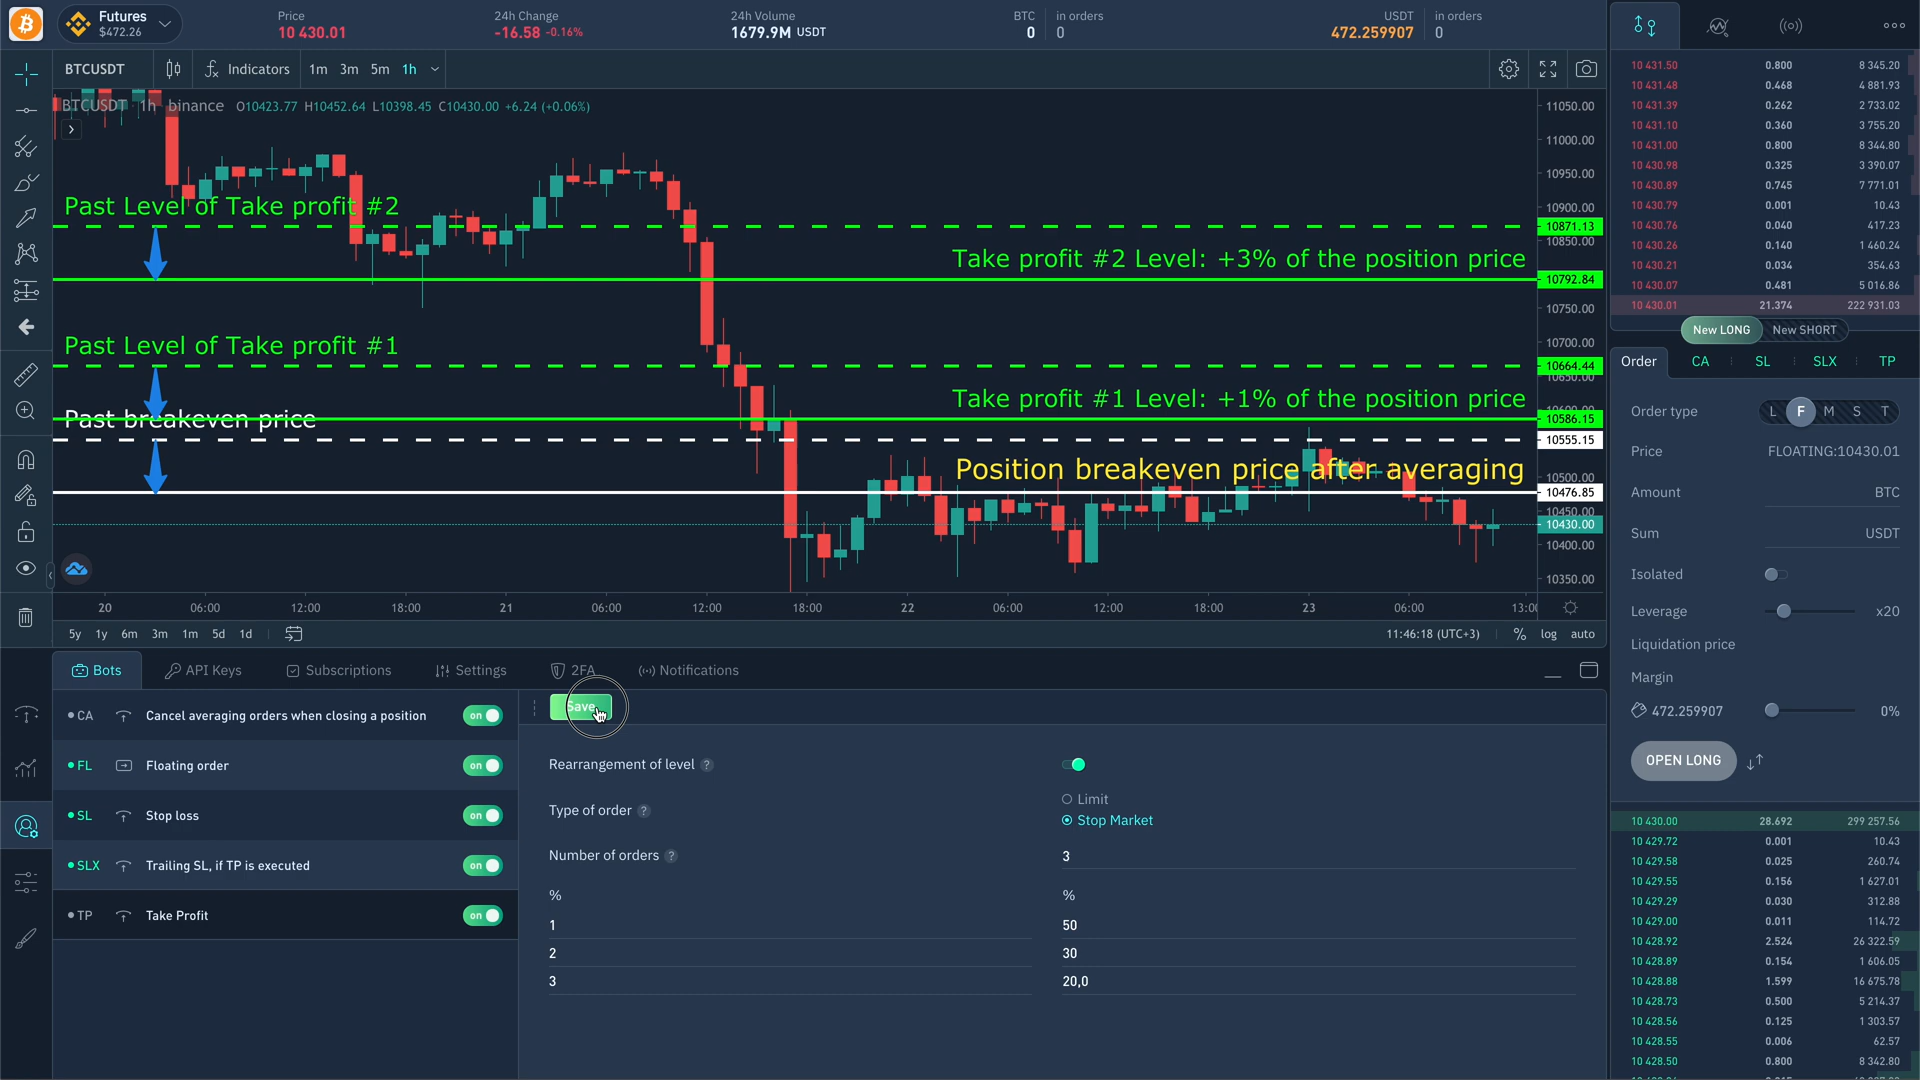 Futures
$472.26
Price
10 430.01
24h Change
-16.58 -0.16%
24h Volume
1679.9M USDT
BTC
0
in orders
0
USDT
472.259907
in orders
0
BTCUSDT
Indicators
1m 3m 5m 1h
BTCUSDT 1h binance O10423.77 H10452.64 L10398.45 C10430.00 +6.24 (+0.06%)
Past Level of Take profit #2
Take profit #2 Level: +3% of the position price
Past Level of Take profit #1
Take profit #1 Level: +1% of the position price
Past breakeven price
Position breakeven price after averaging
11050.00
11000.00
10950.00
10900.00
10871.13
10850.00
10792.84
10750.00
10700.00
10664.44
10650.00
10600.00
10586.15
10555.15
10500.00
10476.85
10450.00
10430.00
10400.00
10350.00
20 06:00 12:00 18:00 21 06:00 12:00 18:00 22 06:00 12:00 18:00 23 06:00
5y 1y 6m 3m 1m 5d 1d
11:46:18 (UTC+3) % log auto
Bots
API Keys
Subscriptions
Settings
2FA
Notifications
CA Cancel averaging orders when closing a position on
FL Floating order on
SL Stop loss on
SLX Trailing SL, if TP is executed on
TP Take Profit on
Save
Rearrangement of level ?
Type of order ?
Limit
Stop Market
Number of orders ? 3
% %
1 50
2 30
3 20,0
10 431.50 0.800 8 345.20
10 431.48 0.468 4 881.93
10 431.39 0.262 2 733.02
10 431.10 0.360 3 755.20
10 431.00 0.800 8 344.80
10 430.98 0.325 3 390.07
10 430.89 0.745 7 771.01
10 430.79 0.001 10.43
10 430.76 0.040 417.23
10 430.26 0.140 1 460.24
10 430.21 0.034 354.63
10 430.07 0.481 5 016.86
10 430.01 21.374 222 931.03
New LONG New SHORT
Order CA SL SLX TP
Order type L F M S T
Price FLOATING:10430.01
Amount BTC
Sum USDT
Isolated
Leverage x20
Liquidation price
Margin
472.259907 0%
OPEN LONG
10 430.00 28.692 299 257.56
10 429.72 0.001 10.43
10 429.58 0.025 260.74
10 429.55 0.156 1 627.01
10 429.29 0.030 312.88
10 429.00 0.011 114.72
10 428.92 2.524 26 322.59
10 428.89 0.154 1 606.05
10 428.88 1.599 16 675.78
10 428.73 0.500 5 214.37
10 428.56 0.125 1 303.57
10 428.55 0.006 62.57
10 428.50 0.800 8 342.80